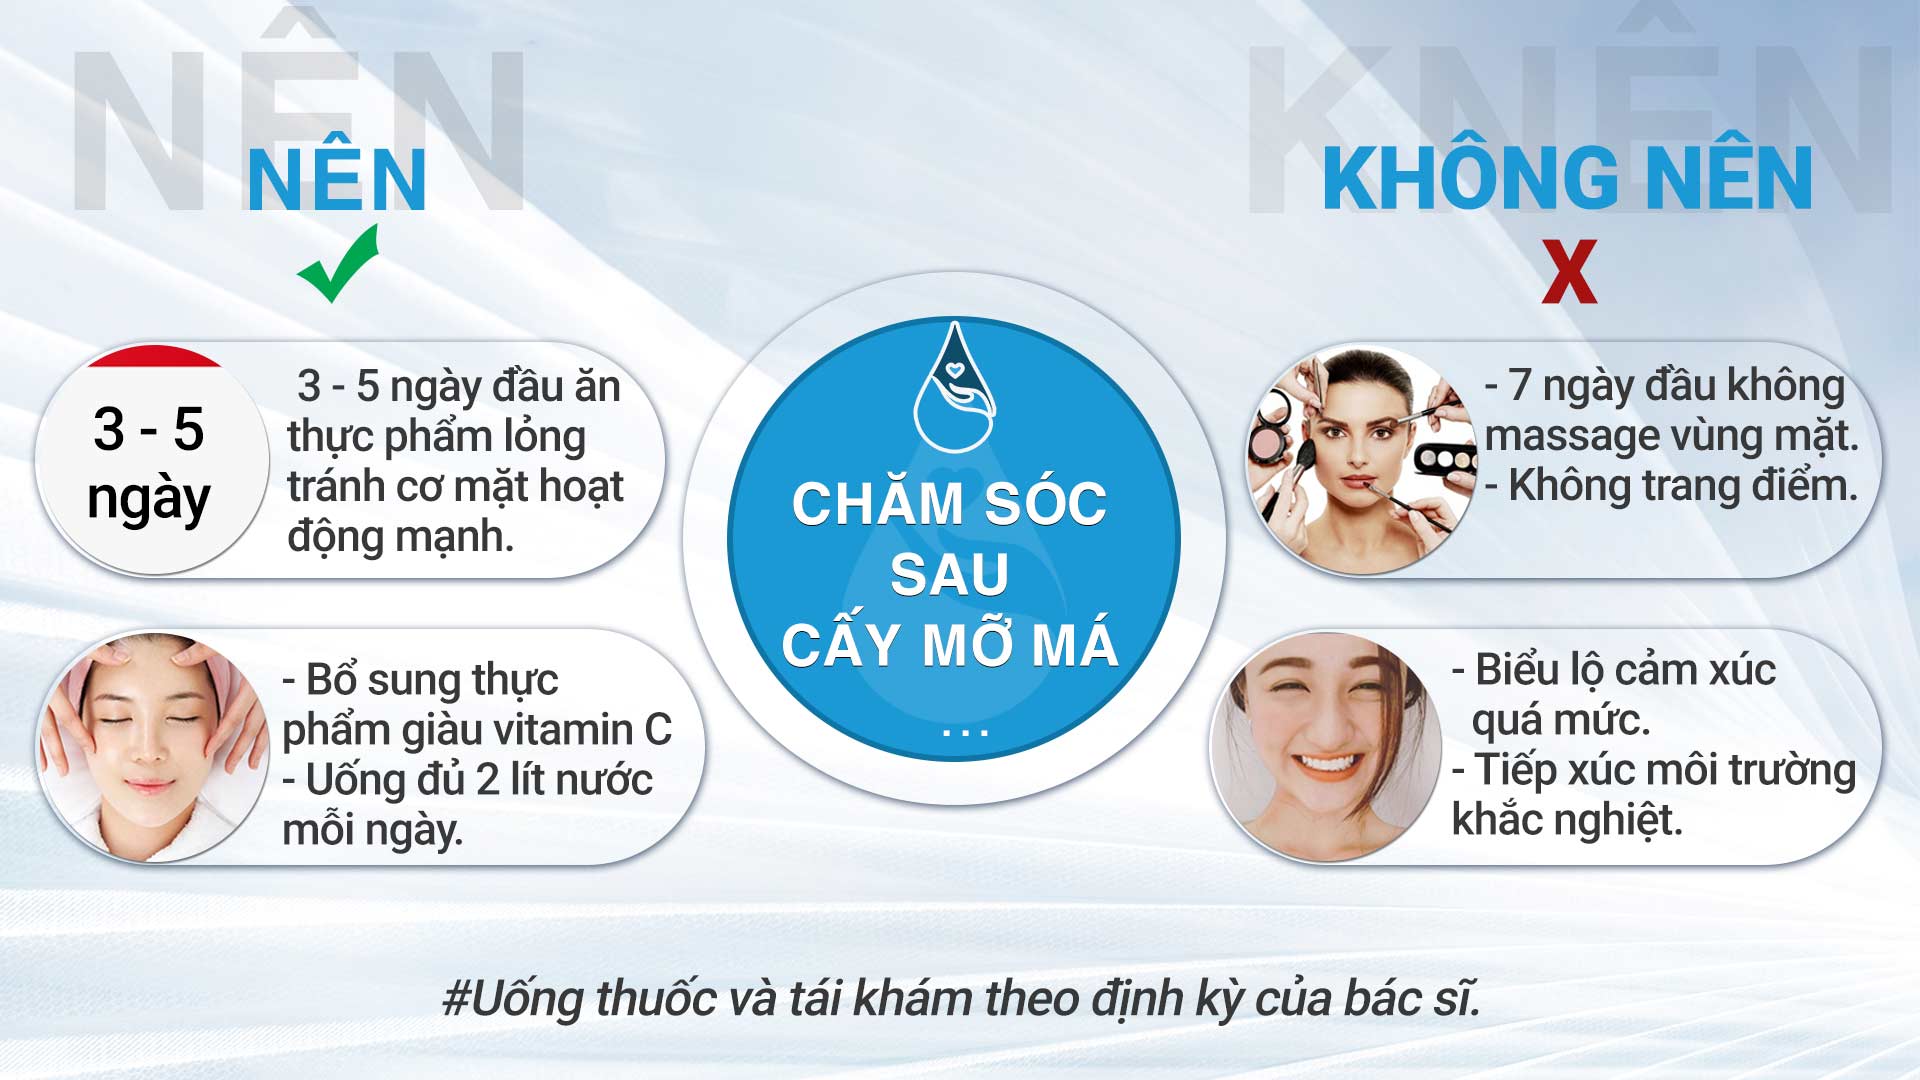 NÊN
NÊN
3 - 5
ngày
3 - 5 ngày đầu ăn
thực phẩm lỏng
tránh cơ mặt hoạt
động mạnh.
- Bổ sung thực
phẩm giàu vitamin C
- Uống đủ 2 lít nước
mỗi ngày.
CHĂM SÓC
SAU
CẤY MỠ MÁ
...
KNÊN
KHÔNG NÊN
X
- 7 ngày đầu không
massage vùng mặt.
- Không trang điểm.
- Biểu lộ cảm xúc
quá mức.
- Tiếp xúc môi trường
khắc nghiệt.
#Uống thuốc và tái khám theo định kỳ của bác sĩ.